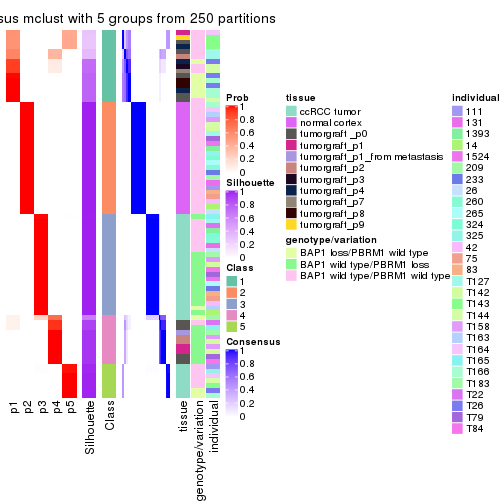 sus mclust with 5 groups from 250 partitions
p1
p2
p3
p4
p5
Silhouette
Class
tissue
genotype/variation
individual
Prob
1
0.8
0.6
0.4
0.2
0
Silhouette
1
0.8
0.6
0.4
0.2
0
Class
1
2
3
4
5
Consensus
1
0.8
0.6
0.4
0.2
0
tissue
ccRCC tumor
normal cortex
tumorgraft_p0
tumorgraft_p1
tumorgraft_p1_from metastasis
tumorgraft_p2
tumorgraft_p3
tumorgraft_p4
tumorgraft_p7
tumorgraft_p8
tumorgraft_p9
genotype/variation
BAP1 loss/PBRM1 wild type
BAP1 wild type/PBRM1 loss
BAP1 wild type/PBRM1 wild type
individual
111
131
1393
14
1524
209
233
26
260
265
324
325
42
75
83
T127
T142
T143
T144
T158
T163
T164
T165
T166
T183
T22
T26
T79
T84